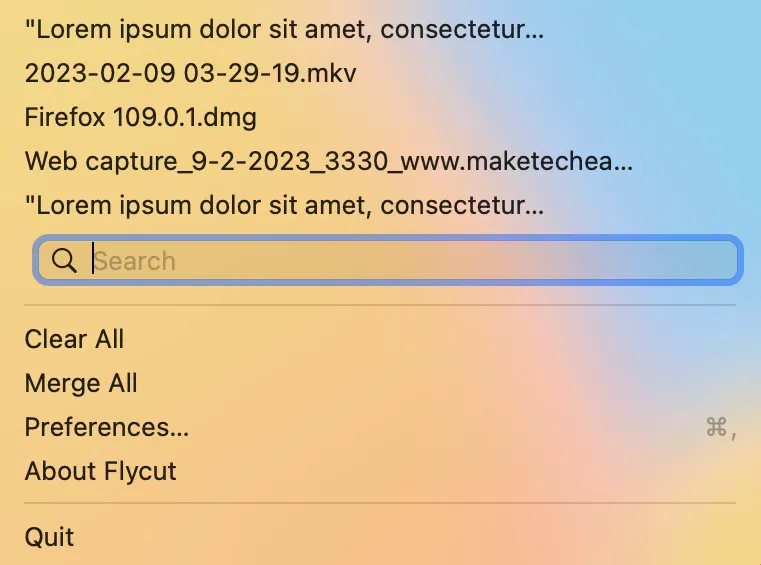 "Lorem ipsum dolor sit amet, consectetur...
2023-02-09 03-29-19.mkv
Firefox 109.0.1.dmg
Web capture_9-2-2023_3330_www.maketechea...
"Lorem ipsum dolor sit amet, consectetur...
Search
Clear All
Merge All
Preferences... ⌘,
About Flycut
Quit